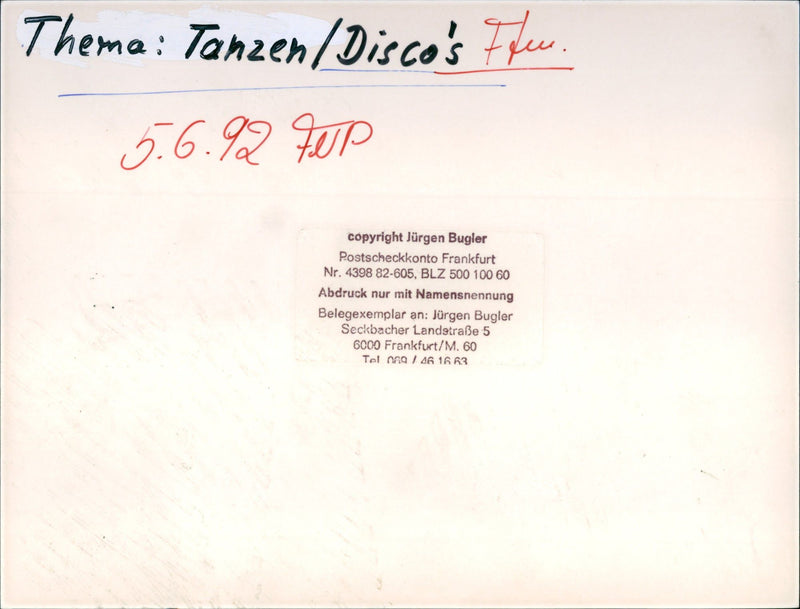 Thema: Tanzen/Disco's Ffm.
5.6.92 FNP
copyright Jürgen Bugler
Postscheckkonto Frankfurt
Nr. 4398 82-605, BLZ 500 100 60
Abdruck nur mit Namensnennung
Belegexemplar an: Jürgen Bugler
Seckbacher Landstraße 5
6000 Frankfurt/M. 60
Tel. 069 / 46 16 63